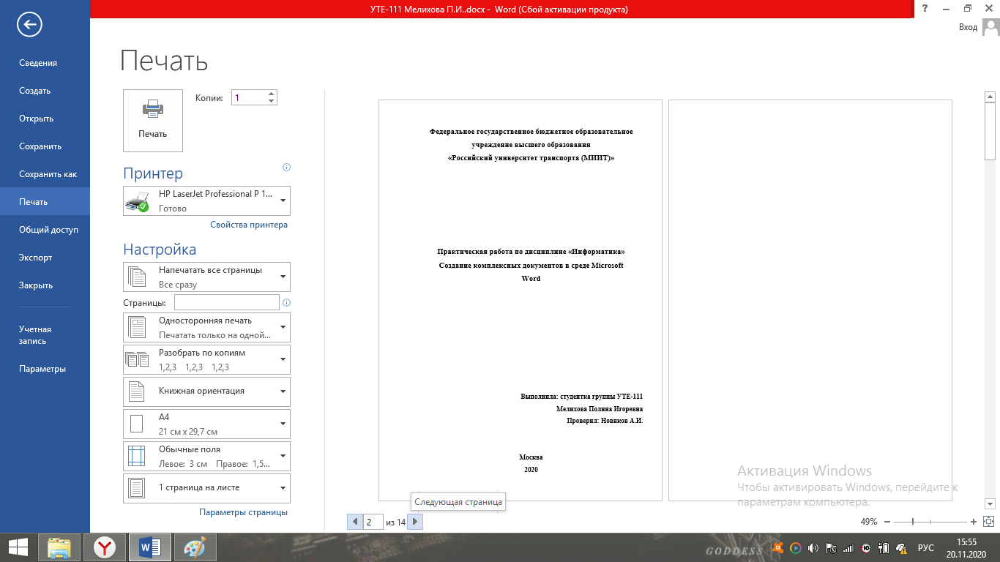 УТЕ-111 Мелихова П.И..docx - Word (Сбой активации продукта)
?
Вход
Сведения
Создать
Открыть
Сохранить
Сохранить как
Печать
Общий доступ
Экспорт
Закрыть
Учетная
запись
Параметры
Печать
Печать
Копии: 1
Принтер
HP LaserJet Professional P 1...
Готово
Свойства принтера
Настройка
Напечатать все страницы
Все сразу
Страницы:
Односторонняя печать
Печатать только на одной...
Разобрать по копиям
1,2,3 1,2,3 1,2,3
Книжная ориентация
A4
21 см x 29,7 см
Обычные поля
Левое: 3 см Правое: 1,5...
1 страница на листе
Параметры страницы
Федеральное государственное бюджетное образовательное
учреждение высшего образования
«Российский университет транспорта (МИИТ)»
Практическая работа по дисциплине «Информатика»
Создание комплексных документов в среде Microsoft
Word
Выполнила: студентка группы УТЕ-111
Мелихова Полина Игоревна
Проверил: Новиков А.И.
Москва
2020
Активация Windows
Чтобы активировать Windows, перейдите к
параметрам компьютера.
Следующая страница
2 из 14
49%
GODDESS
РУС
15:55
20.11.2020